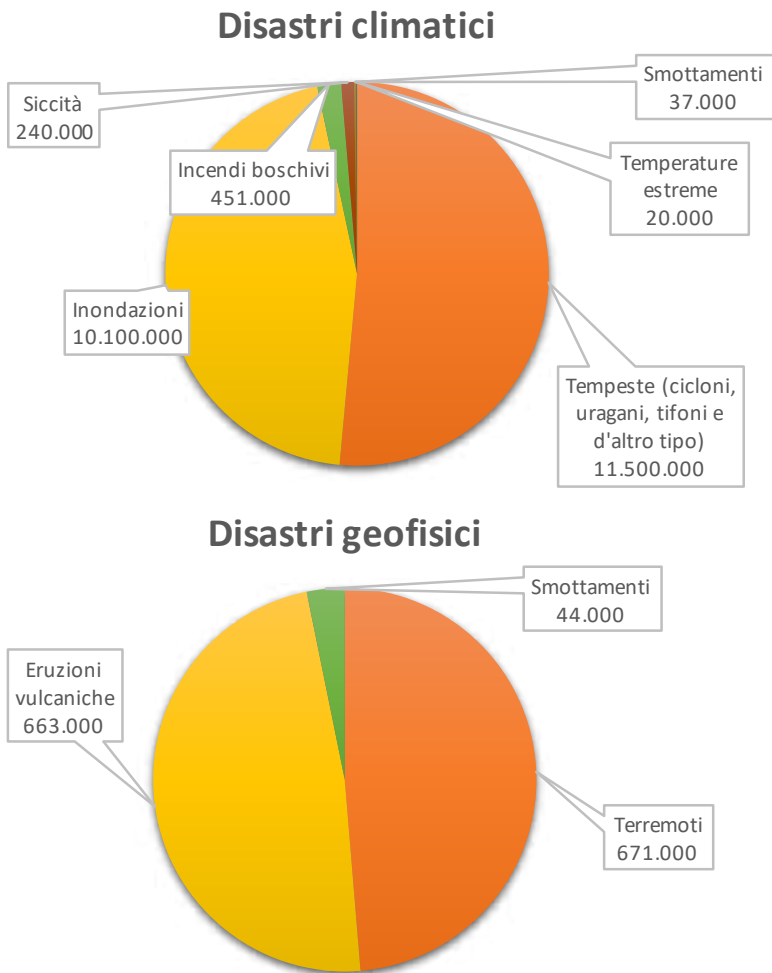 Disastri climatici
Siccità
240.000
Incendi boschivi
451.000
Smottamenti
37.000
Temperature
estreme
20.000
Inondazioni
10.100.000
Tempeste (cicloni,
uragani, tifoni e
d'altro tipo)
11.500.000
Disastri geofisici
Smottamenti
44.000
Eruzioni
vulcaniche
663.000
Terremoti
671.000